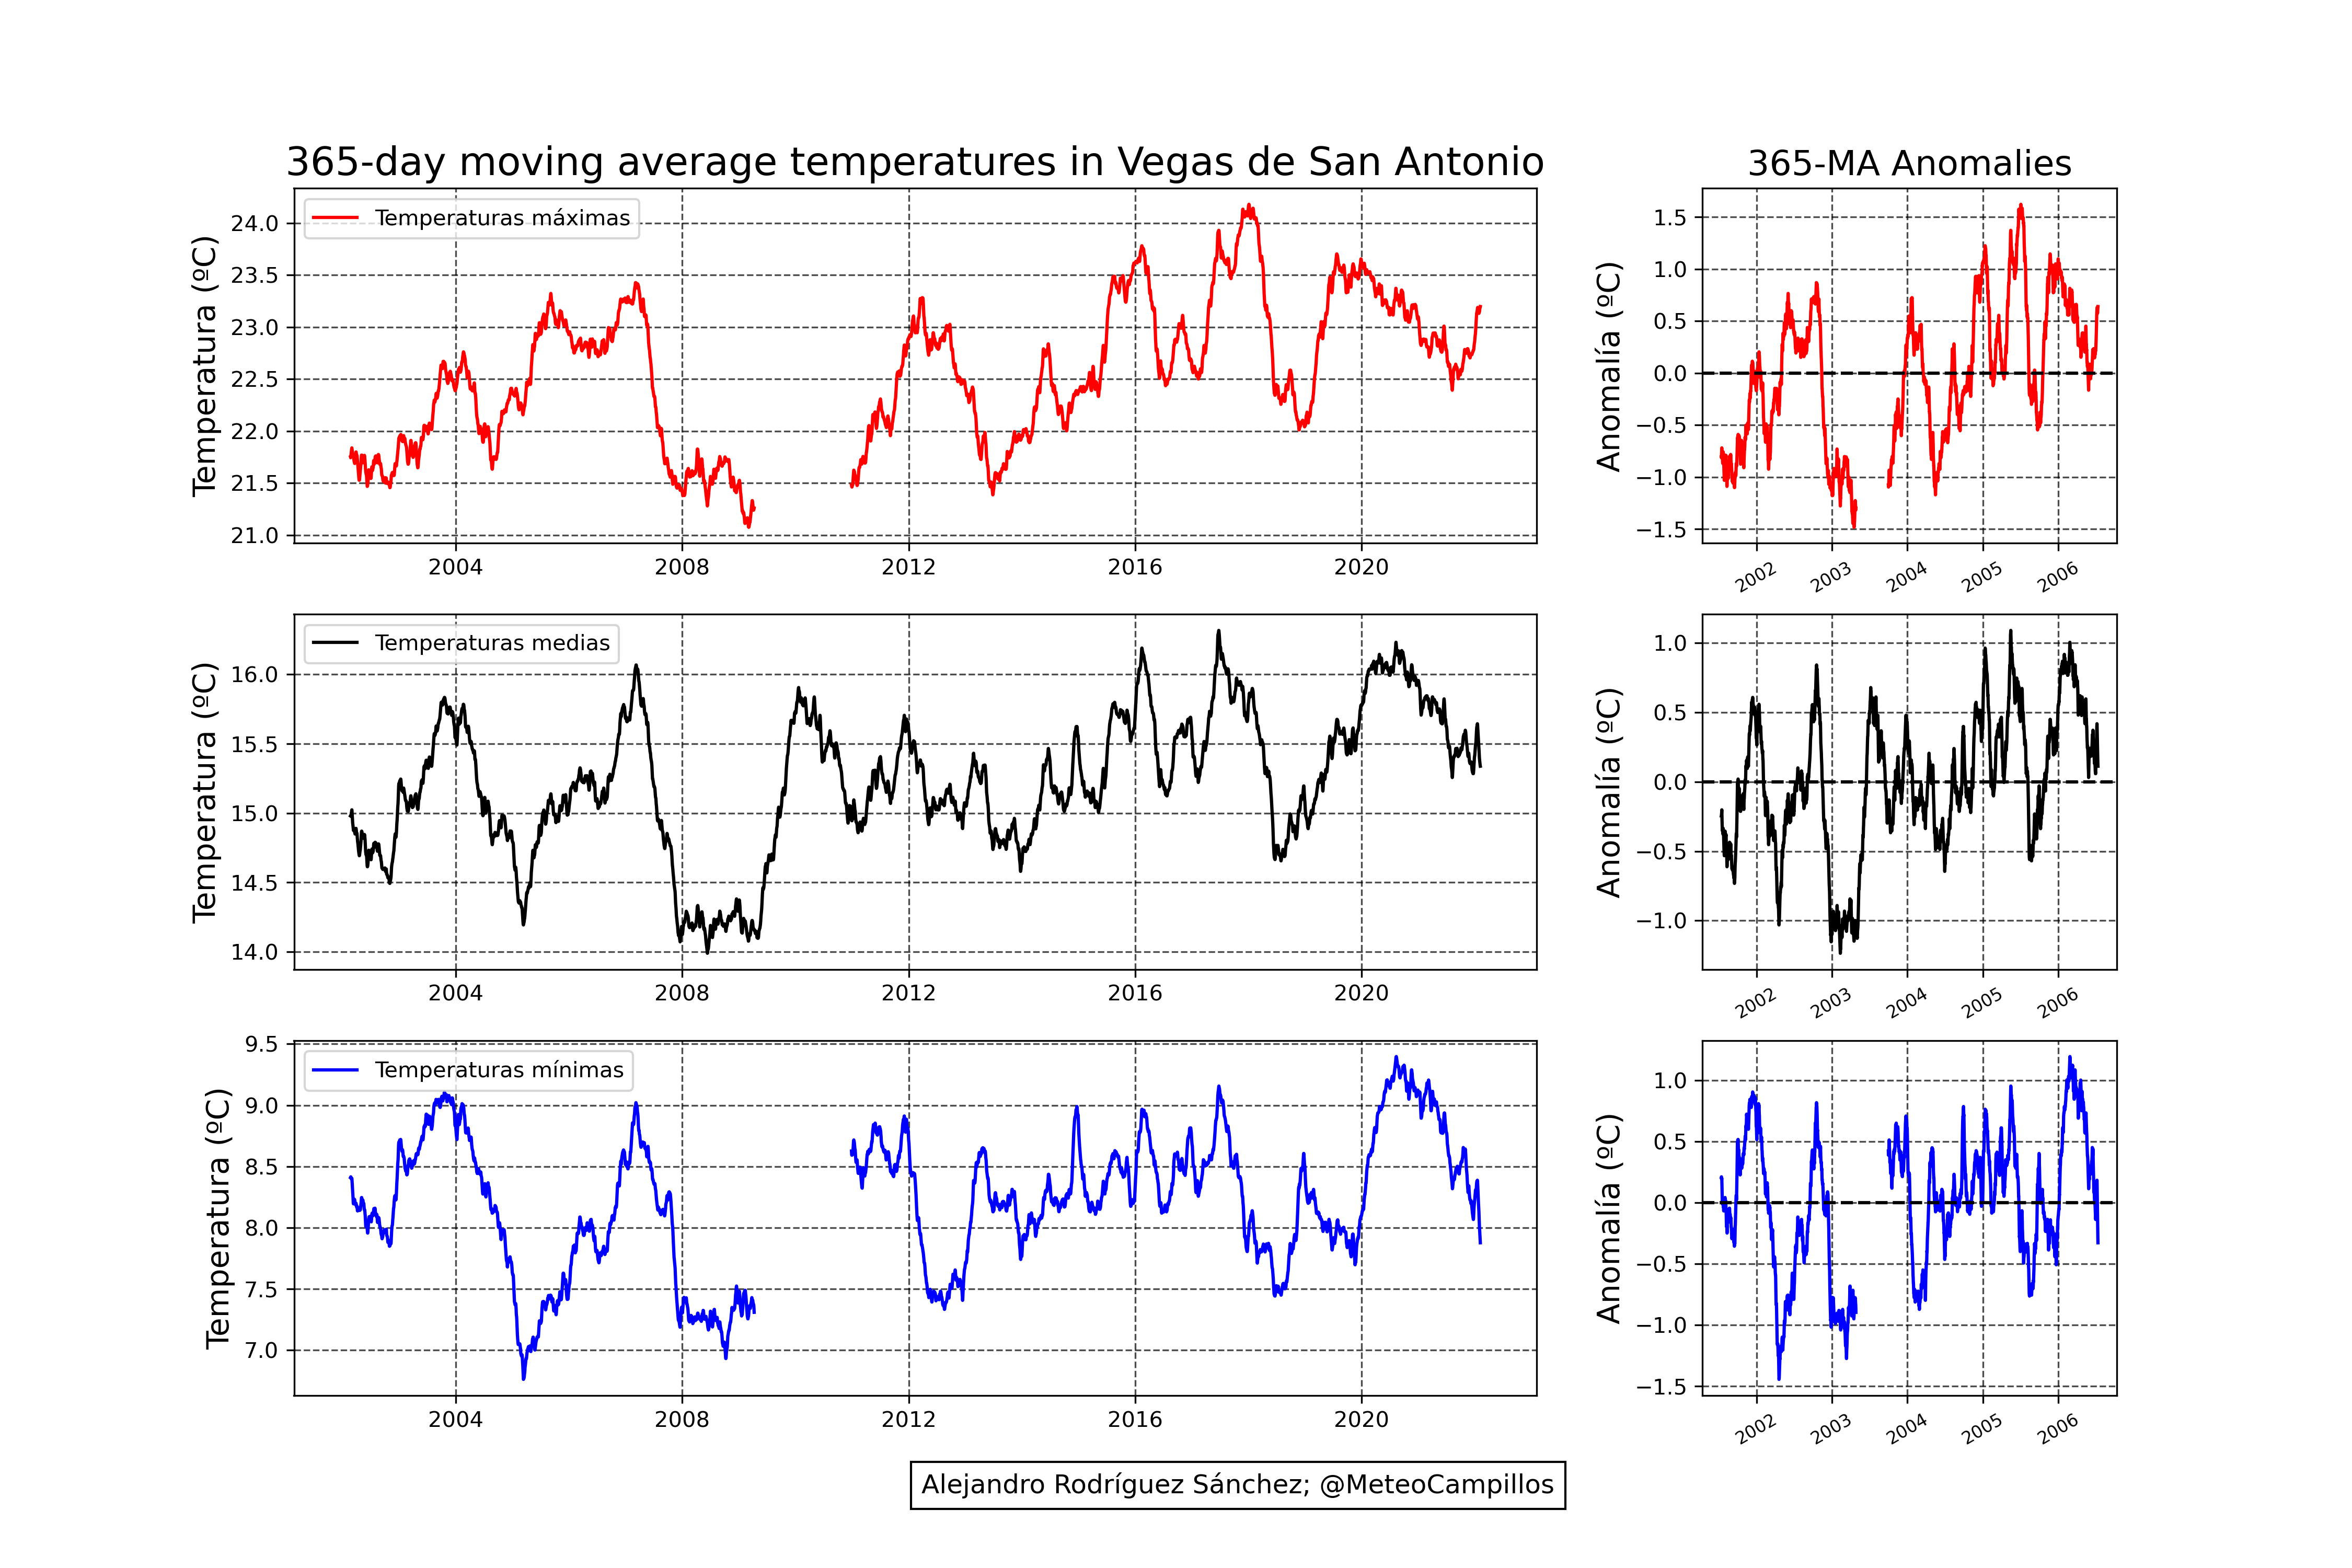 365-day moving average temperatures in Vegas de San Antonio
365-MA Anomalies
Temperatura (ºC)
24.0
23.5
23.0
22.5
22.0
21.5
21.0
Temperaturas máximas
2004 2008 2012 2016 2020
Anomalía (ºC)
1.5
1.0
0.5
0.0
−0.5
−1.0
−1.5
2002 2003 2004 2005 2006
Temperatura (ºC)
16.0
15.5
15.0
14.5
14.0
Temperaturas medias
2004 2008 2012 2016 2020
Anomalía (ºC)
1.0
0.5
0.0
−0.5
−1.0
2002 2003 2004 2005 2006
Temperatura (ºC)
9.5
9.0
8.5
8.0
7.5
7.0
Temperaturas mínimas
2004 2008 2012 2016 2020
Anomalía (ºC)
1.0
0.5
0.0
−0.5
−1.0
−1.5
2002 2003 2004 2005 2006
Alejandro Rodríguez Sánchez; @MeteoCampillos